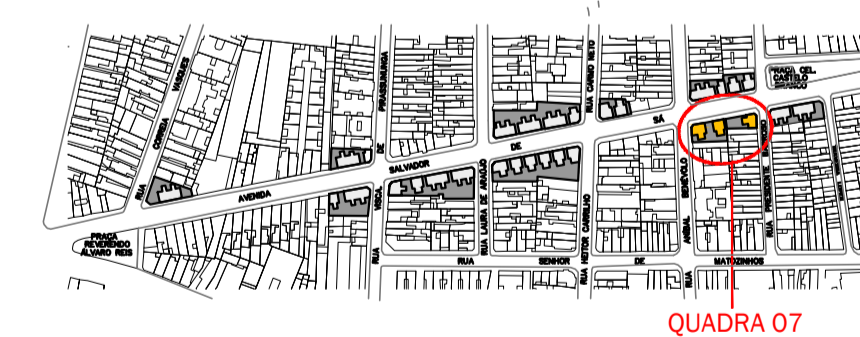 RUA CORREIA VASQUES
RUA VISC. DE PIRASSUNUNGA
RUA CARMO NETO
PRAÇA CEL.
CASTELO
BRANCO
AVENIDA SALVADOR DE SÁ
PRAÇA
REVERENDO
ÁLVARO REIS
RUA LAURA DE ARAÚJO
RUA HEITOR CARRILHO
RUA ANIBAL BENÉVOLO
RUA PRESIDENTE
RUA SENHOR DE MATOZINHOS
QUADRA 07